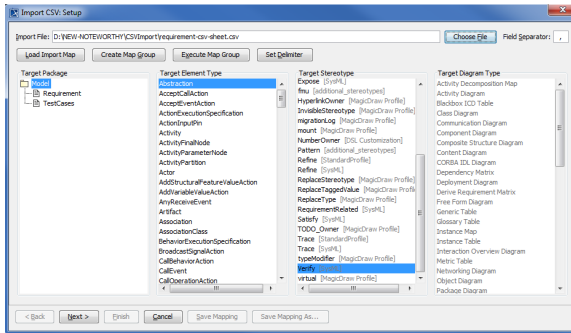 Import CSV: Setup
Import File: D:\NEW-NOTEWORTHY\CSVImport\requirement-csv-sheet.csv
Choose File
Field Separator: ,
Load Import Map
Create Map Group
Execute Map Group
Set Delimiter
Target Package
Model
Requirement
TestCases
Target Element Type
Abstraction
AcceptCallAction
AcceptEventAction
ActionExecutionSpecification
ActionInputPin
Activity
ActivityFinalNode
ActivityParameterNode
ActivityPartition
Actor
AddStructuralFeatureValueAction
AddVariableValueAction
AnyReceiveEvent
Artifact
Association
AssociationClass
BehaviorExecutionSpecification
BroadcastSignalAction
CallBehaviorAction
CallEvent
CallOperationAction
Target Stereotype
Expose [SysML]
fmu [additional_stereotypes]
HyperlinkOwner [MagicDraw Profile]
InvisibleStereotype [MagicDraw Profile]
migrationLog [MagicDraw Profile]
mount [MagicDraw Profile]
NumberOwner [DSL Customization]
Pattern [additional_stereotypes]
Refine [StandardProfile]
Refine [SysML]
ReplaceStereotype [MagicDraw Profile]
ReplaceTaggedValue [MagicDraw Profil
ReplaceType [MagicDraw Profile]
RequirementRelated [SysML]
Satisfy [SysML]
TODO_Owner [MagicDraw Profile]
Trace [StandardProfile]
Trace [SysML]
typeModifier [MagicDraw Profile]
Verify [SysML]
virtual [MagicDraw Profile]
Target Diagram Type
Activity Decomposition Map
Activity Diagram
Blackbox ICD Table
Class Diagram
Communication Diagram
Component Diagram
Composite Structure Diagram
Content Diagram
CORBA IDL Diagram
Dependency Matrix
Deployment Diagram
Derive Requirement Matrix
Free Form Diagram
Generic Table
Glossary Table
Instance Map
Instance Table
Interaction Overview Diagram
Metric Table
Networking Diagram
Object Diagram
Package Diagram
< Back
Next >
Finish
Cancel
Save Mapping
Save Mapping As...